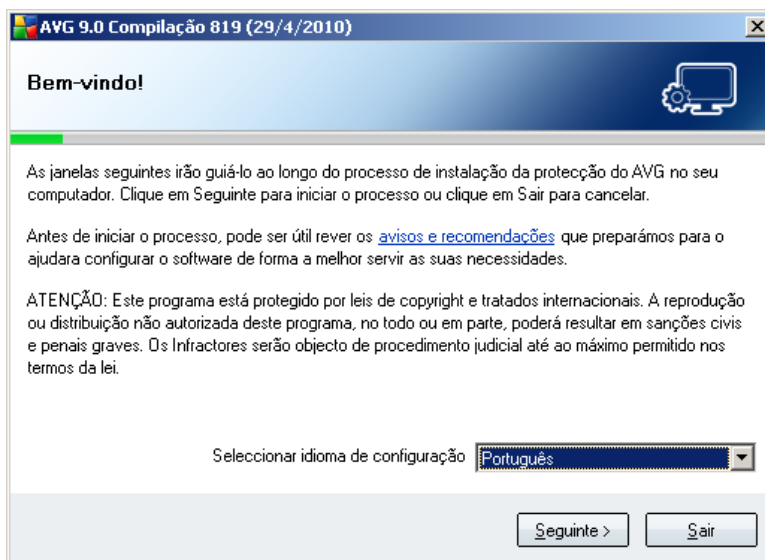 AVG 9.0 Compilação 819 (29/4/2010)
Bem-vindo!
As janelas seguintes irão guiá-lo ao longo do processo de instalação da protecção do AVG no seu
computador. Clique em Seguinte para iniciar o processo ou clique em Sair para cancelar.
Antes de iniciar o processo, pode ser útil rever os avisos e recomendações que preparámos para o
ajudara configurar o software de forma a melhor servir as suas necessidades.
ATENÇÃO: Este programa está protegido por leis de copyright e tratados internacionais. A reprodução
ou distribuição não autorizada deste programa, no todo ou em parte, poderá resultar em sanções civis
e penais graves. Os Infractores serão objecto de procedimento judicial até ao máximo permitido nos
termos da lei.
Seleccionar idioma de configuração Português
Seguinte > Sair